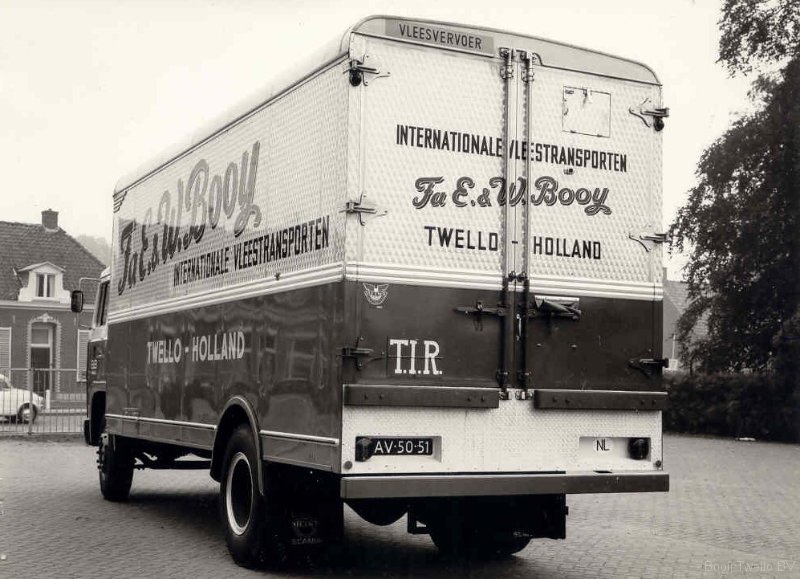 VLEESVERVOER
INTERNATIONALE VLEESTRANSPORTEN
Fa E. & W. Booy
TWELLO - HOLLAND
Fa E. & W. Booy
INTERNATIONALE VLEESTRANSPORTEN
TWELLO - HOLLAND
T.I.R.
AV-50-51
NL
SCANIA
Booij Twello BV